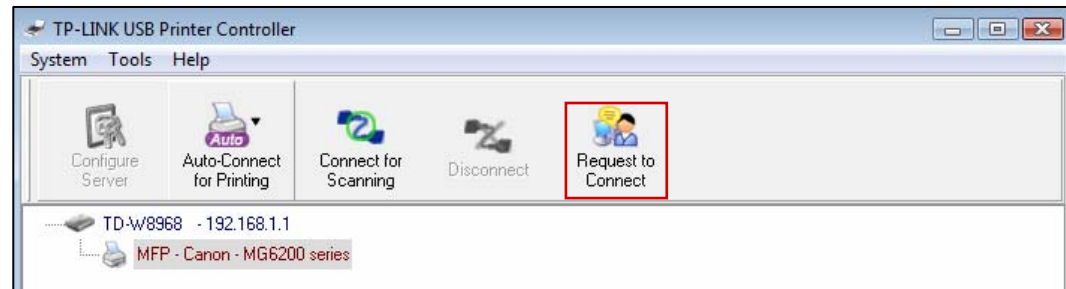 TP-LINK USB Printer Controller
System Tools Help
Auto
Configure Server
Auto-Connect for Printing
Connect for Scanning
Disconnect
Request to Connect
TD-W8968 - 192.168.1.1
MFP - Canon - MG6200 series